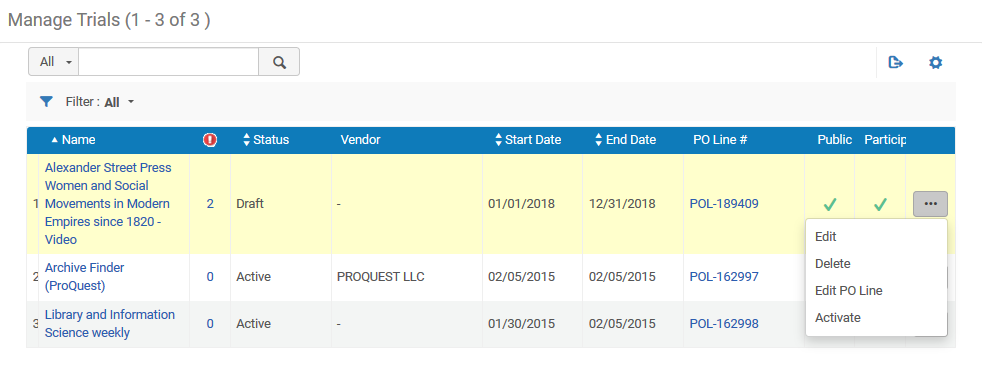 Manage Trials (1 - 3 of 3 )
All
Filter : All
Name Status Vendor Start Date End Date PO Line # Public Particip
Alexander Street Press
Women and Social
1 Movements in Modern 2 Draft - 01/01/2018 12/31/2018 POL-189409 ...
Empires since 1820 -
Video
Edit
Delete
Edit PO Line
Activate
2 Archive Finder 0 Active PROQUEST LLC 02/05/2015 02/05/2015 POL-162997
(ProQuest)
3 Library and Information 0 Active - 01/30/2015 02/05/2015 POL-162998
Science weekly